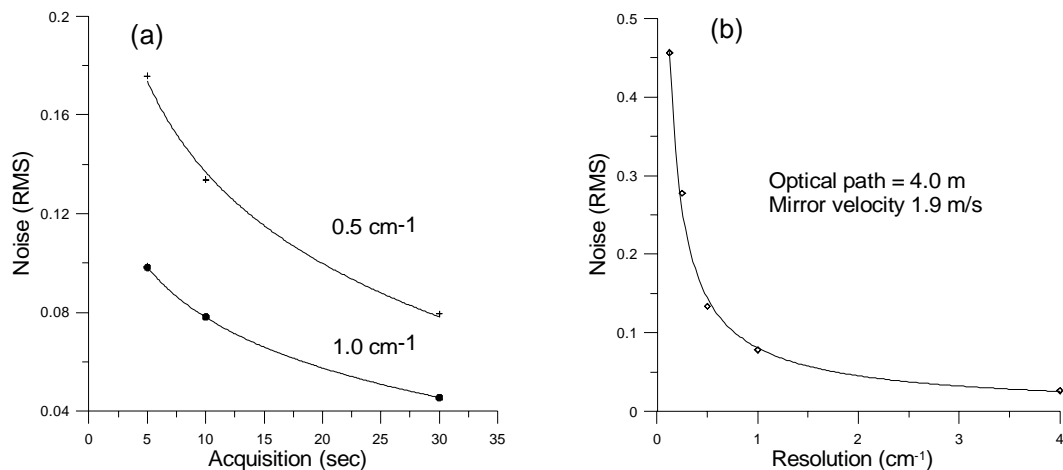 (a)
0.2
0.16
0.12
0.08
0.04
Noise (RMS)
0.5 cm-1
1.0 cm-1
0 5 10 15 20 25 30 35
Acquisition (sec)
(b)
0.5
0.4
0.3
0.2
0.1
0
Noise (RMS)
Optical path = 4.0 m
Mirror velocity 1.9 m/s
0 1 2 3 4
Resolution (cm-1)